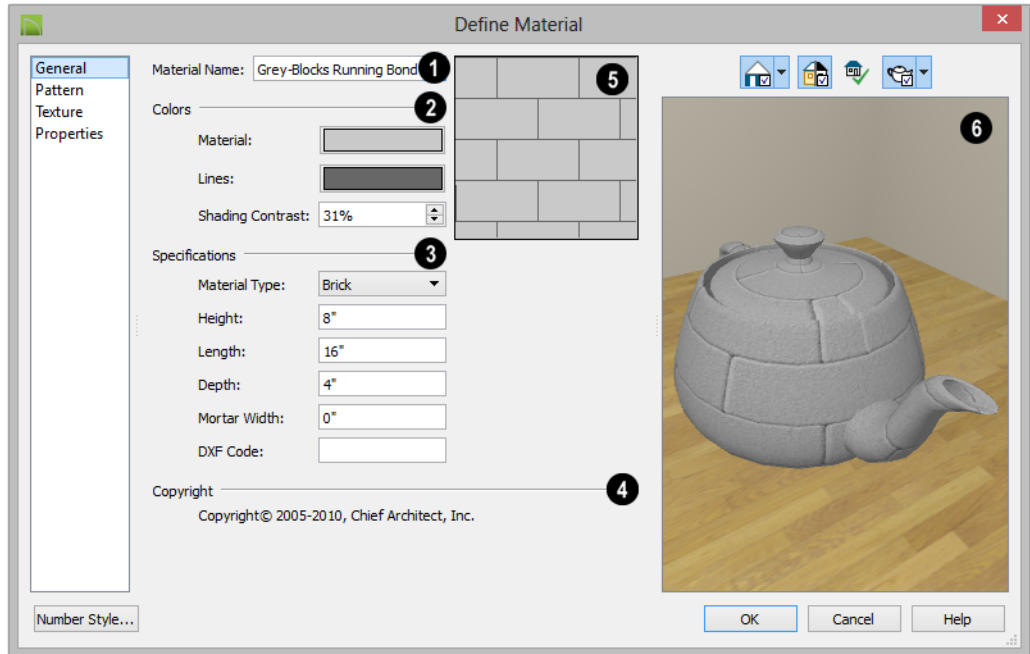 Define Material
General
Pattern
Texture
Properties
Material Name: Grey-Blocks Running Bond 1
Colors 2
Material:
Lines:
Shading Contrast: 31%
Specifications 3
Material Type: Brick
Height: 8"
Length: 16"
Depth: 4"
Mortar Width: 0"
DXF Code:
Copyright 4
Copyright© 2005-2010, Chief Architect, Inc.
5
6
Number Style...
OK Cancel Help